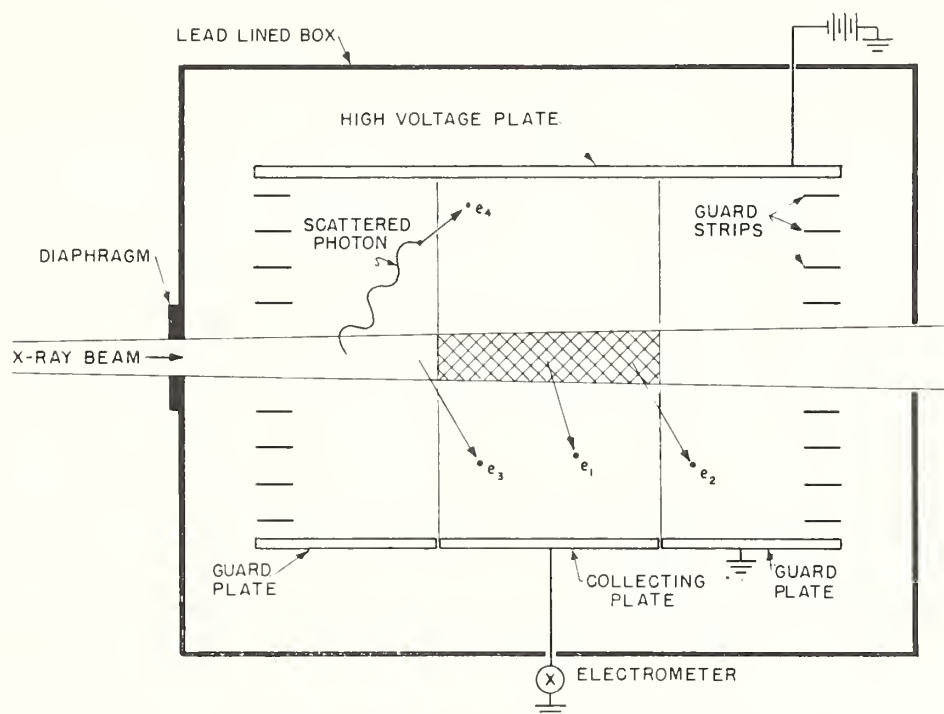 LEAD LINED BOX
HIGH VOLTAGE PLATE
SCATTERED
PHOTON
e₄
GUARD
STRIPS
DIAPHRAGM
X-RAY BEAM
e₃
e₁
e₂
GUARD
PLATE
COLLECTING
PLATE
GUARD
PLATE
X
ELECTROMETER